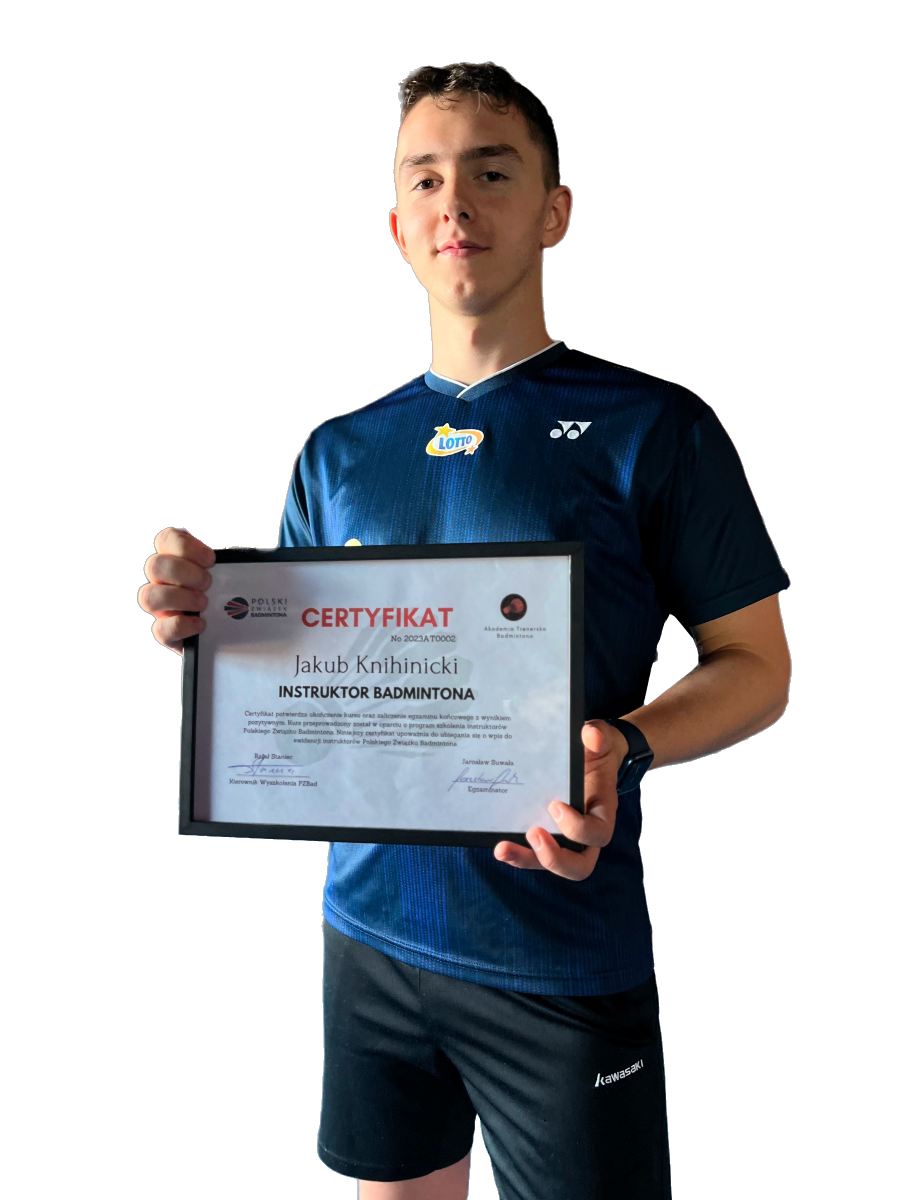 LOTTO
POLSKI
ZWIĄZEK
BADMINTONA
CERTYFIKAT
No 2023AT0002
Akademia Trenerska
Badmintona
Jakub Knihinicki
INSTRUKTOR BADMINTONA
Certyfikat potwierdza ukończenie kursu oraz zaliczenie egzaminu końcowego z wynikiem
pozytywnym. Kurs przeprowadzony został w oparciu o program szkolenia instruktorów
Polskiego Związku Badmintona. Niniejszy certyfikat upoważnia do ubiegania się o wpis do
ewidencji instruktorów Polskiego Związku Badmintona
Rafał Staniec
Kierownik Wyszkolenia PZBad
Jarosław Suwała
Egzaminator
Kawasaki